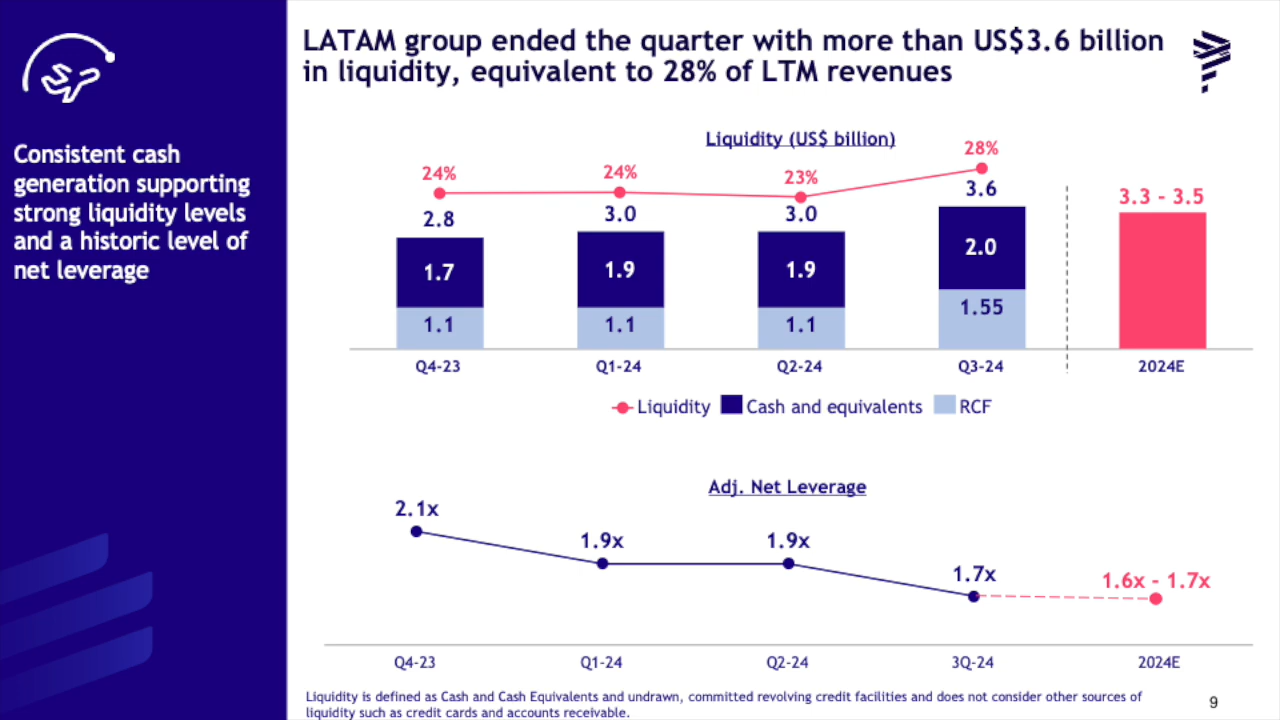 LATAM group ended the quarter with more than US$3.6 billion
in liquidity, equivalent to 28% of LTM revenues
Consistent cash
generation supporting
strong liquidity levels
and a historic level of
net leverage
Liquidity (US$ billion)
24%
24%
23%
28%
2.8
3.0
3.0
3.6
3.3 - 3.5
1.7
1.9
1.9
2.0
1.1
1.1
1.1
1.55
Q4-23
Q1-24
Q2-24
Q3-24
2024E
Liquidity
Cash and equivalents
RCF
Adj. Net Leverage
2.1x
1.9x
1.9x
1.7x
1.6x - 1.7x
Q4-23
Q1-24
Q2-24
3Q-24
2024E
Liquidity is defined as Cash and Cash Equivalents and undrawn, committed revolving credit facilities and does not consider other sources of
liquidity such as credit cards and accounts receivable.
9